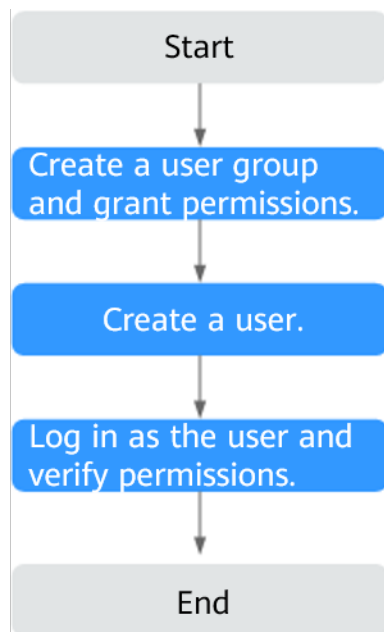 Start
Create a user group
and grant permissions.
Create a user.
Log in as the user and
verify permissions.
End